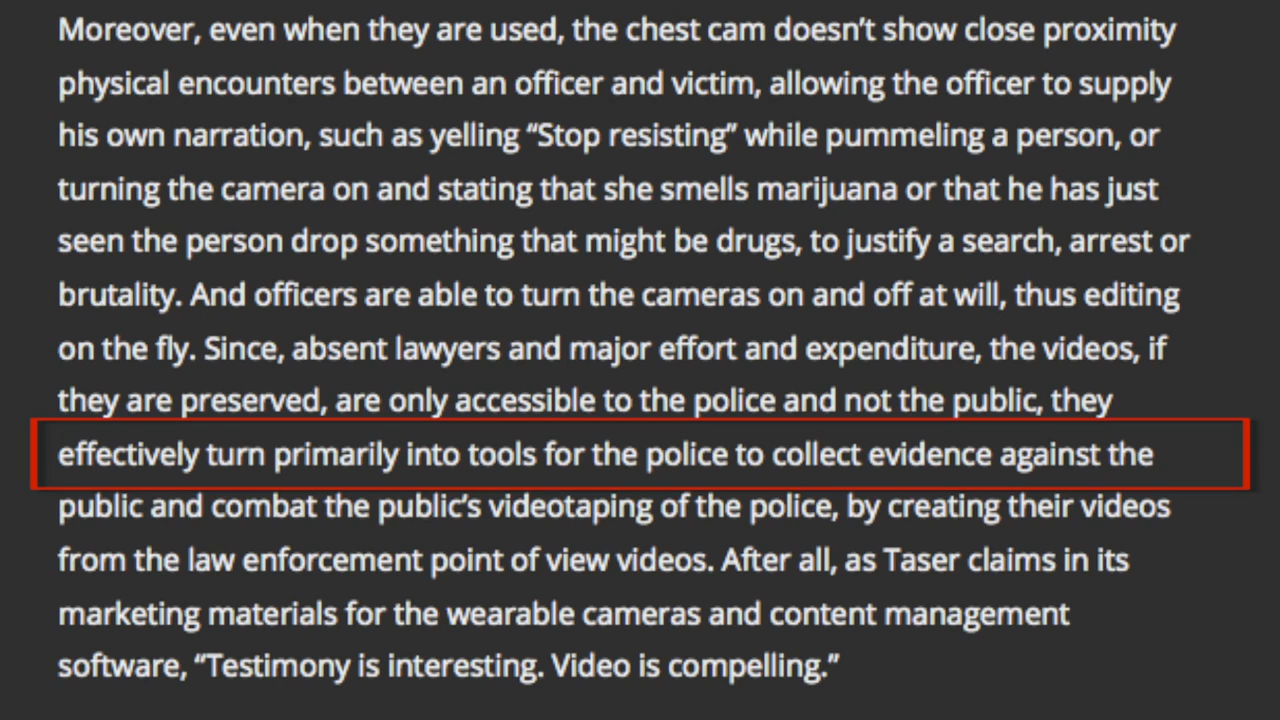 Moreover, even when they are used, the chest cam doesn’t show close proximity
physical encounters between an officer and victim, allowing the officer to supply
his own narration, such as yelling “Stop resisting” while pummeling a person, or
turning the camera on and stating that she smells marijuana or that he has just
seen the person drop something that might be drugs, to justify a search, arrest or
brutality. And officers are able to turn the cameras on and off at will, thus editing
on the fly. Since, absent lawyers and major effort and expenditure, the videos, if
they are preserved, are only accessible to the police and not the public, they
effectively turn primarily into tools for the police to collect evidence against the
public and combat the public’s videotaping of the police, by creating their videos
from the law enforcement point of view videos. After all, as Taser claims in its
marketing materials for the wearable cameras and content management
software, “Testimony is interesting. Video is compelling.”